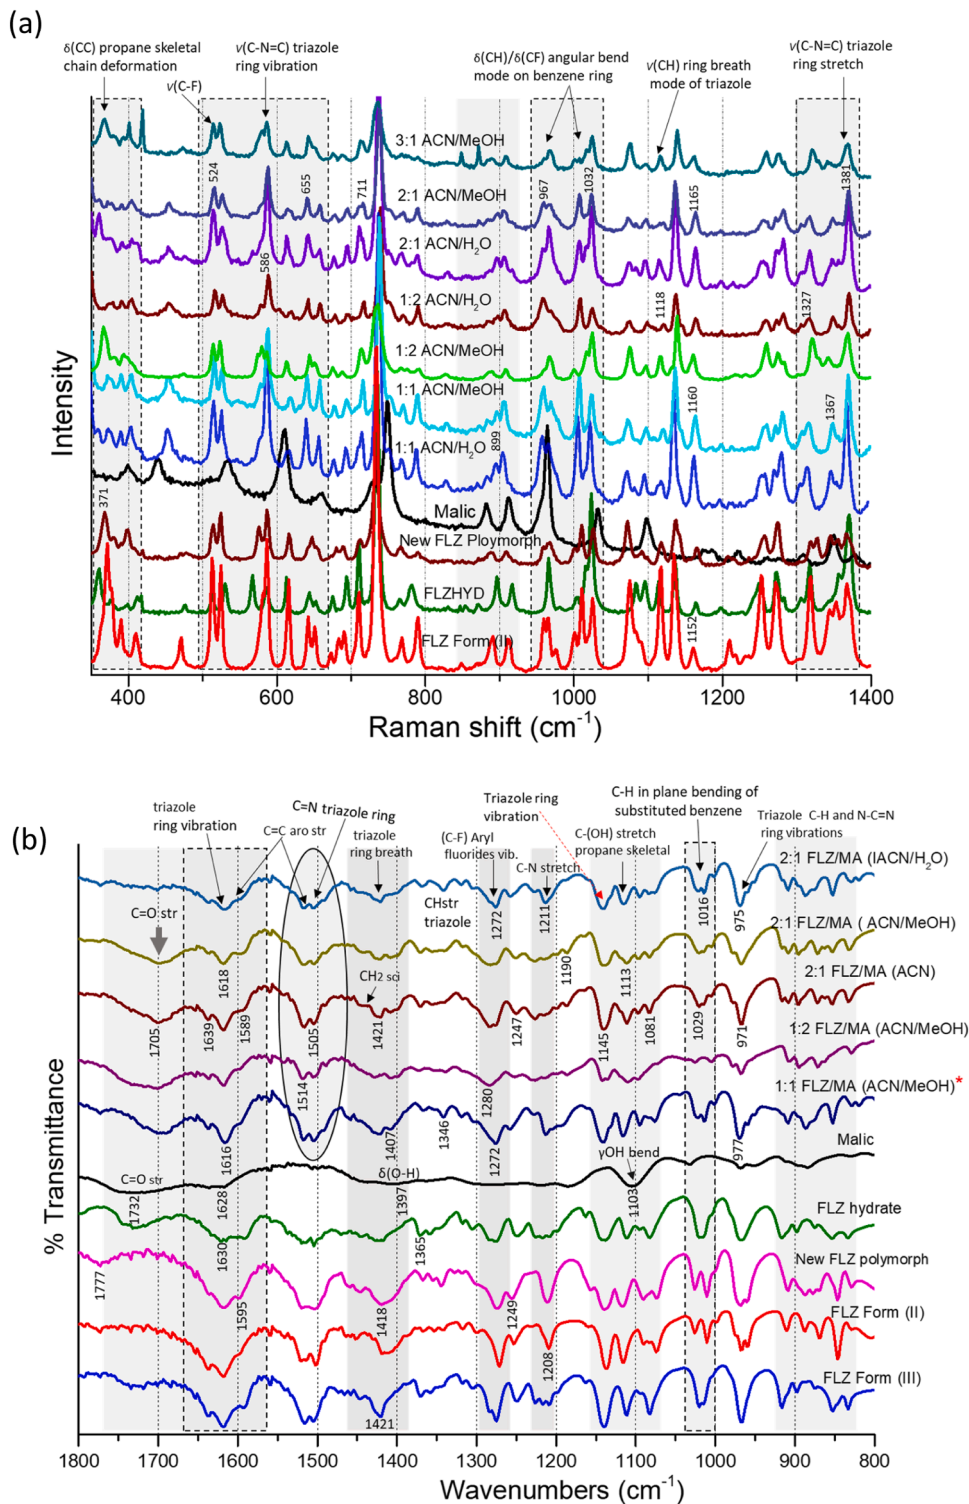 (a)
δ(CC) propane skeletal
chain deformation
ν(C-F)
ν(C-N=C) triazole
ring vibration
δ(CH)/δ(CF) angular bend
mode on benzene ring
ν(CH) ring breath
mode of triazole
ν(C-N=C) triazole
ring stretch
3:1 ACN/MeOH
524
655
711
967
1032
1165
1381
2:1 ACN/MeOH
2:1 ACN/H₂O
586
1:2 ACN/H₂O
1118
1327
1:2 ACN/MeOH
1:1 ACN/MeOH
1160
1367
1:1 ACN/H₂O
899
371
Malic
New FLZ Ploymorph
FLZHYD
FLZ Form(II)
1152
Intensity
400
600
800
1000
1200
1400
Raman shift (cm⁻¹)
(b)
triazole
ring vibration
C=N triazole ring
C=C aro str
triazole
ring breath
Triazole ring
vibration
(C-F) Aryl
fluorides vib.
C-N stretch
C-(OH) stretch
propane skeletal
C-H in plane bending of
substituted benzene
Triazole C-H and N-C=N
ring vibrations
2:1 FLZ/MA (IACN/H₂O)
C=O str
CHstr
triazole
1272
1211
1016
975
2:1 FLZ/MA (ACN/MeOH)
1618
CH₂ sci
1190
1113
2:1 FLZ/MA (ACN)
1705
1639
1589
1505
1421
1247
1145
1081
1029
971
1:2 FLZ/MA (ACN/MeOH)
1514
1280
1:1 FLZ/MA (ACN/MeOH)*
1616
1407
1346
1272
977
Malic
C=O str
δ(O-H)
γOH bend
1732
1628
1397
1103
FLZ hydrate
1630
1365
New FLZ polymorph
1777
1595
1418
1249
FLZ Form (II)
1208
FLZ Form (III)
1421
% Transmittance
1800
1700
1600
1500
1400
1300
1200
1100
1000
900
800
Wavenumbers (cm⁻¹)